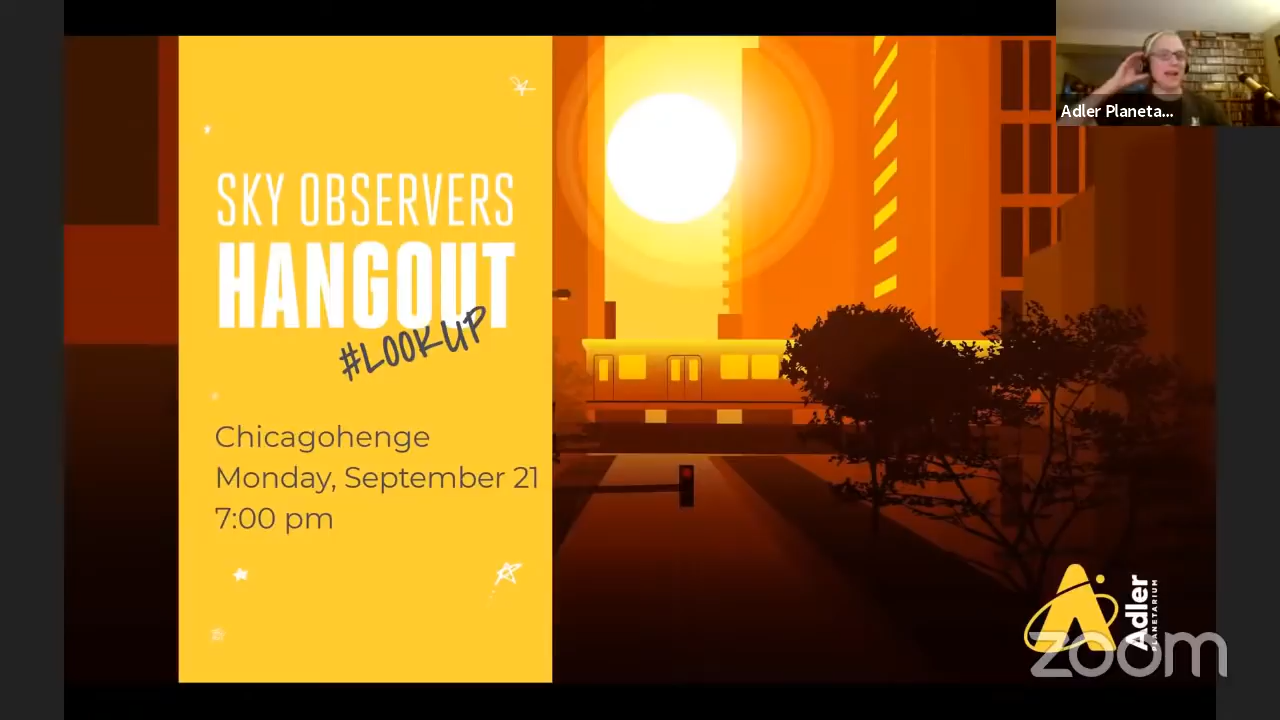 SKY OBSERVERS
HANGOUT
#LOOKUP
Chicagohenge
Monday, September 21
7:00 pm
Adler Planeta...
Adler
PLANETARIUM
zoom